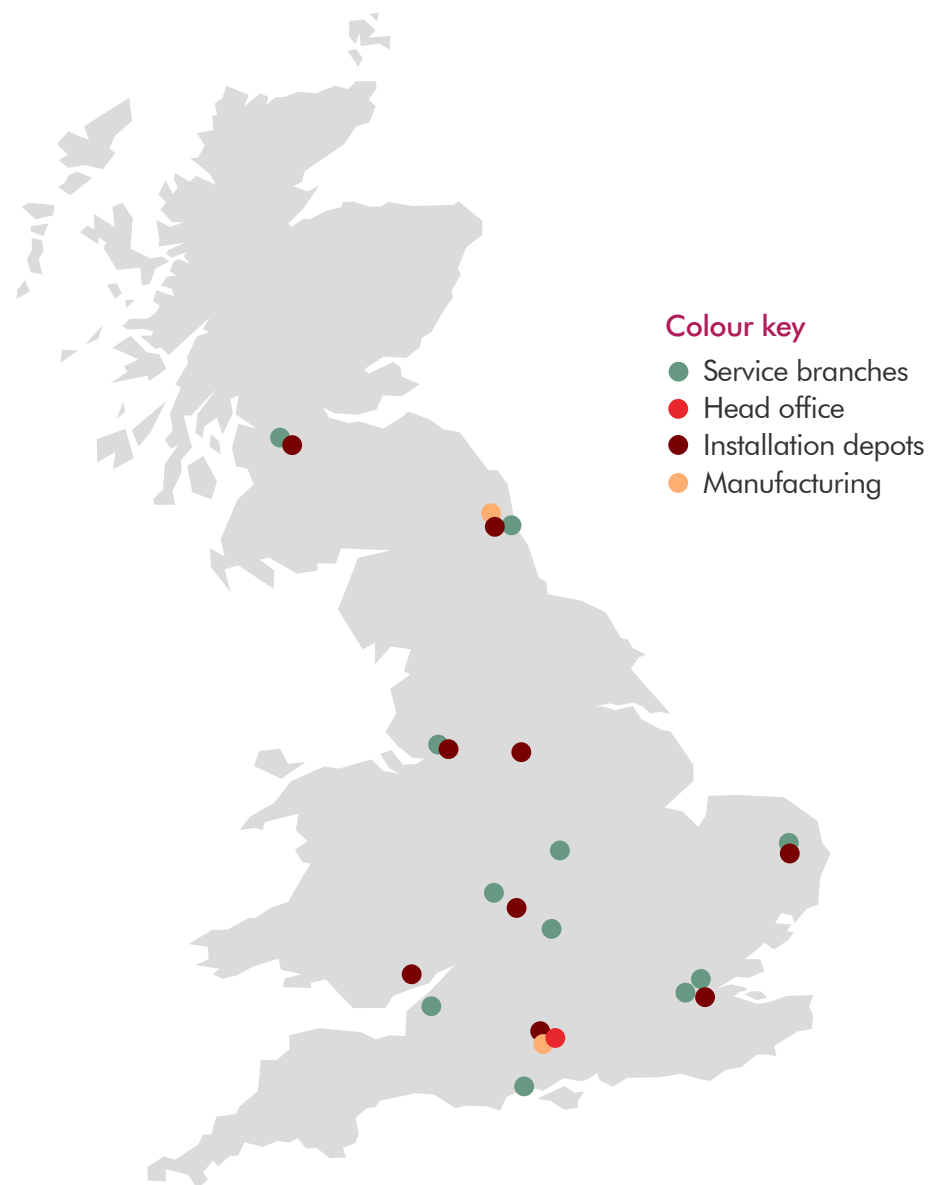 Colour key
Service branches
Head office
Installation depots
Manufacturing